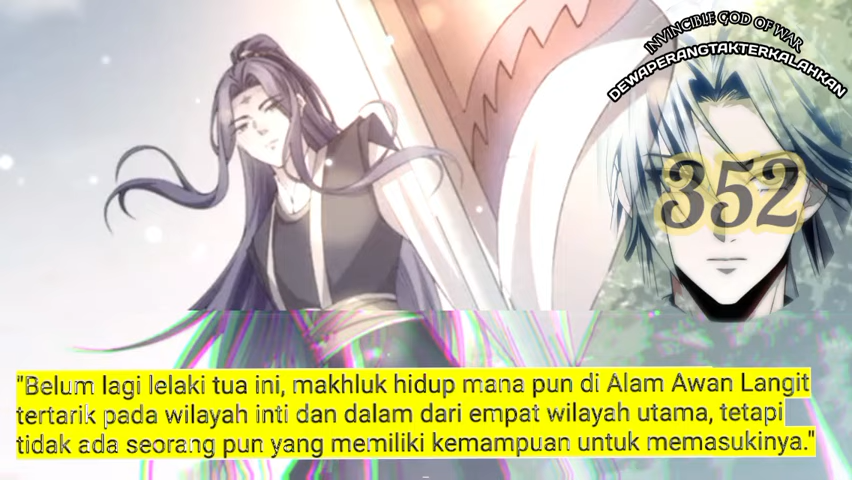 INVINCIBLE GOD OF WAR
DEWAPERANGTAKTERKALAHKAN
352
"Belum lagi lelaki tua ini, makhluk hidup mana pun di Alam Awan Langit
tertarik pada wilayah inti dan dalam dari empat wilayah utama, tetapi
tidak ada seorang pun yang memiliki kemampuan untuk memasukinya."